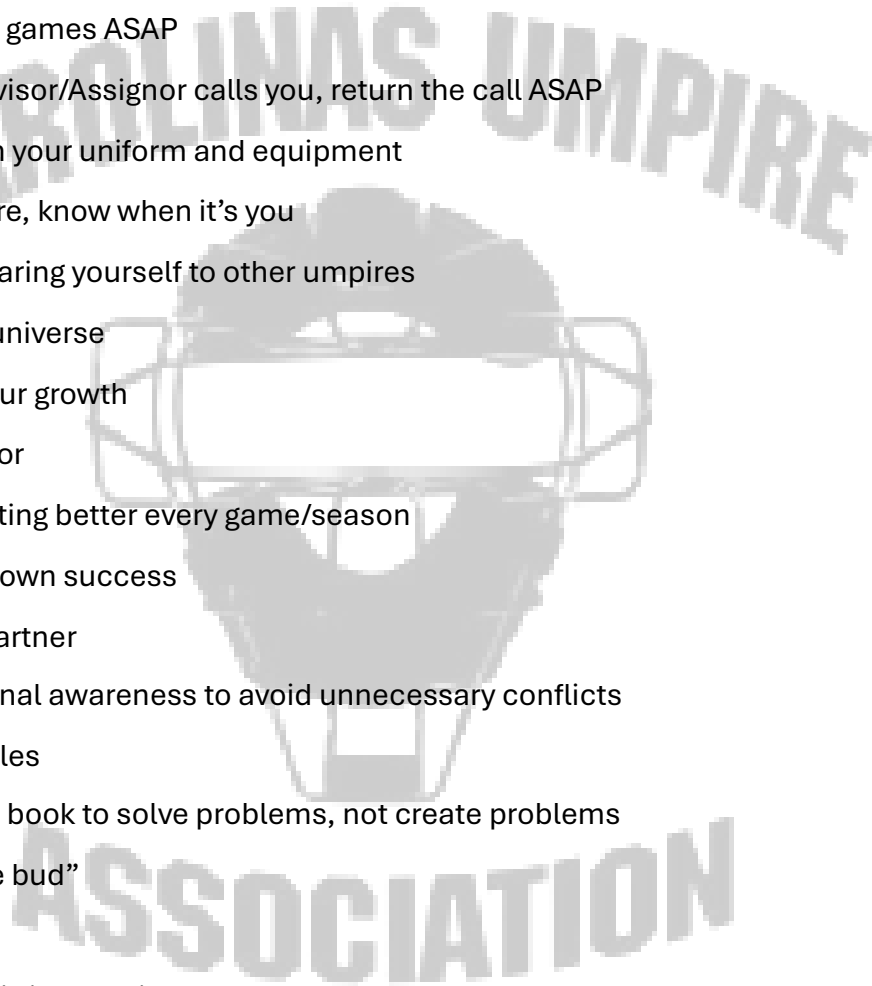 games ASAP
visor/Assignor calls you, return the call ASAP
your uniform and equipment
re, know when it's you
aring yourself to other umpires
universe
ur growth
or
ting better every game/season
own success
artner
nal awareness to avoid unnecessary conflicts
les
book to solve problems, not create problems
e bud”
AROLINAS UMPIRE
ASSOCIATION